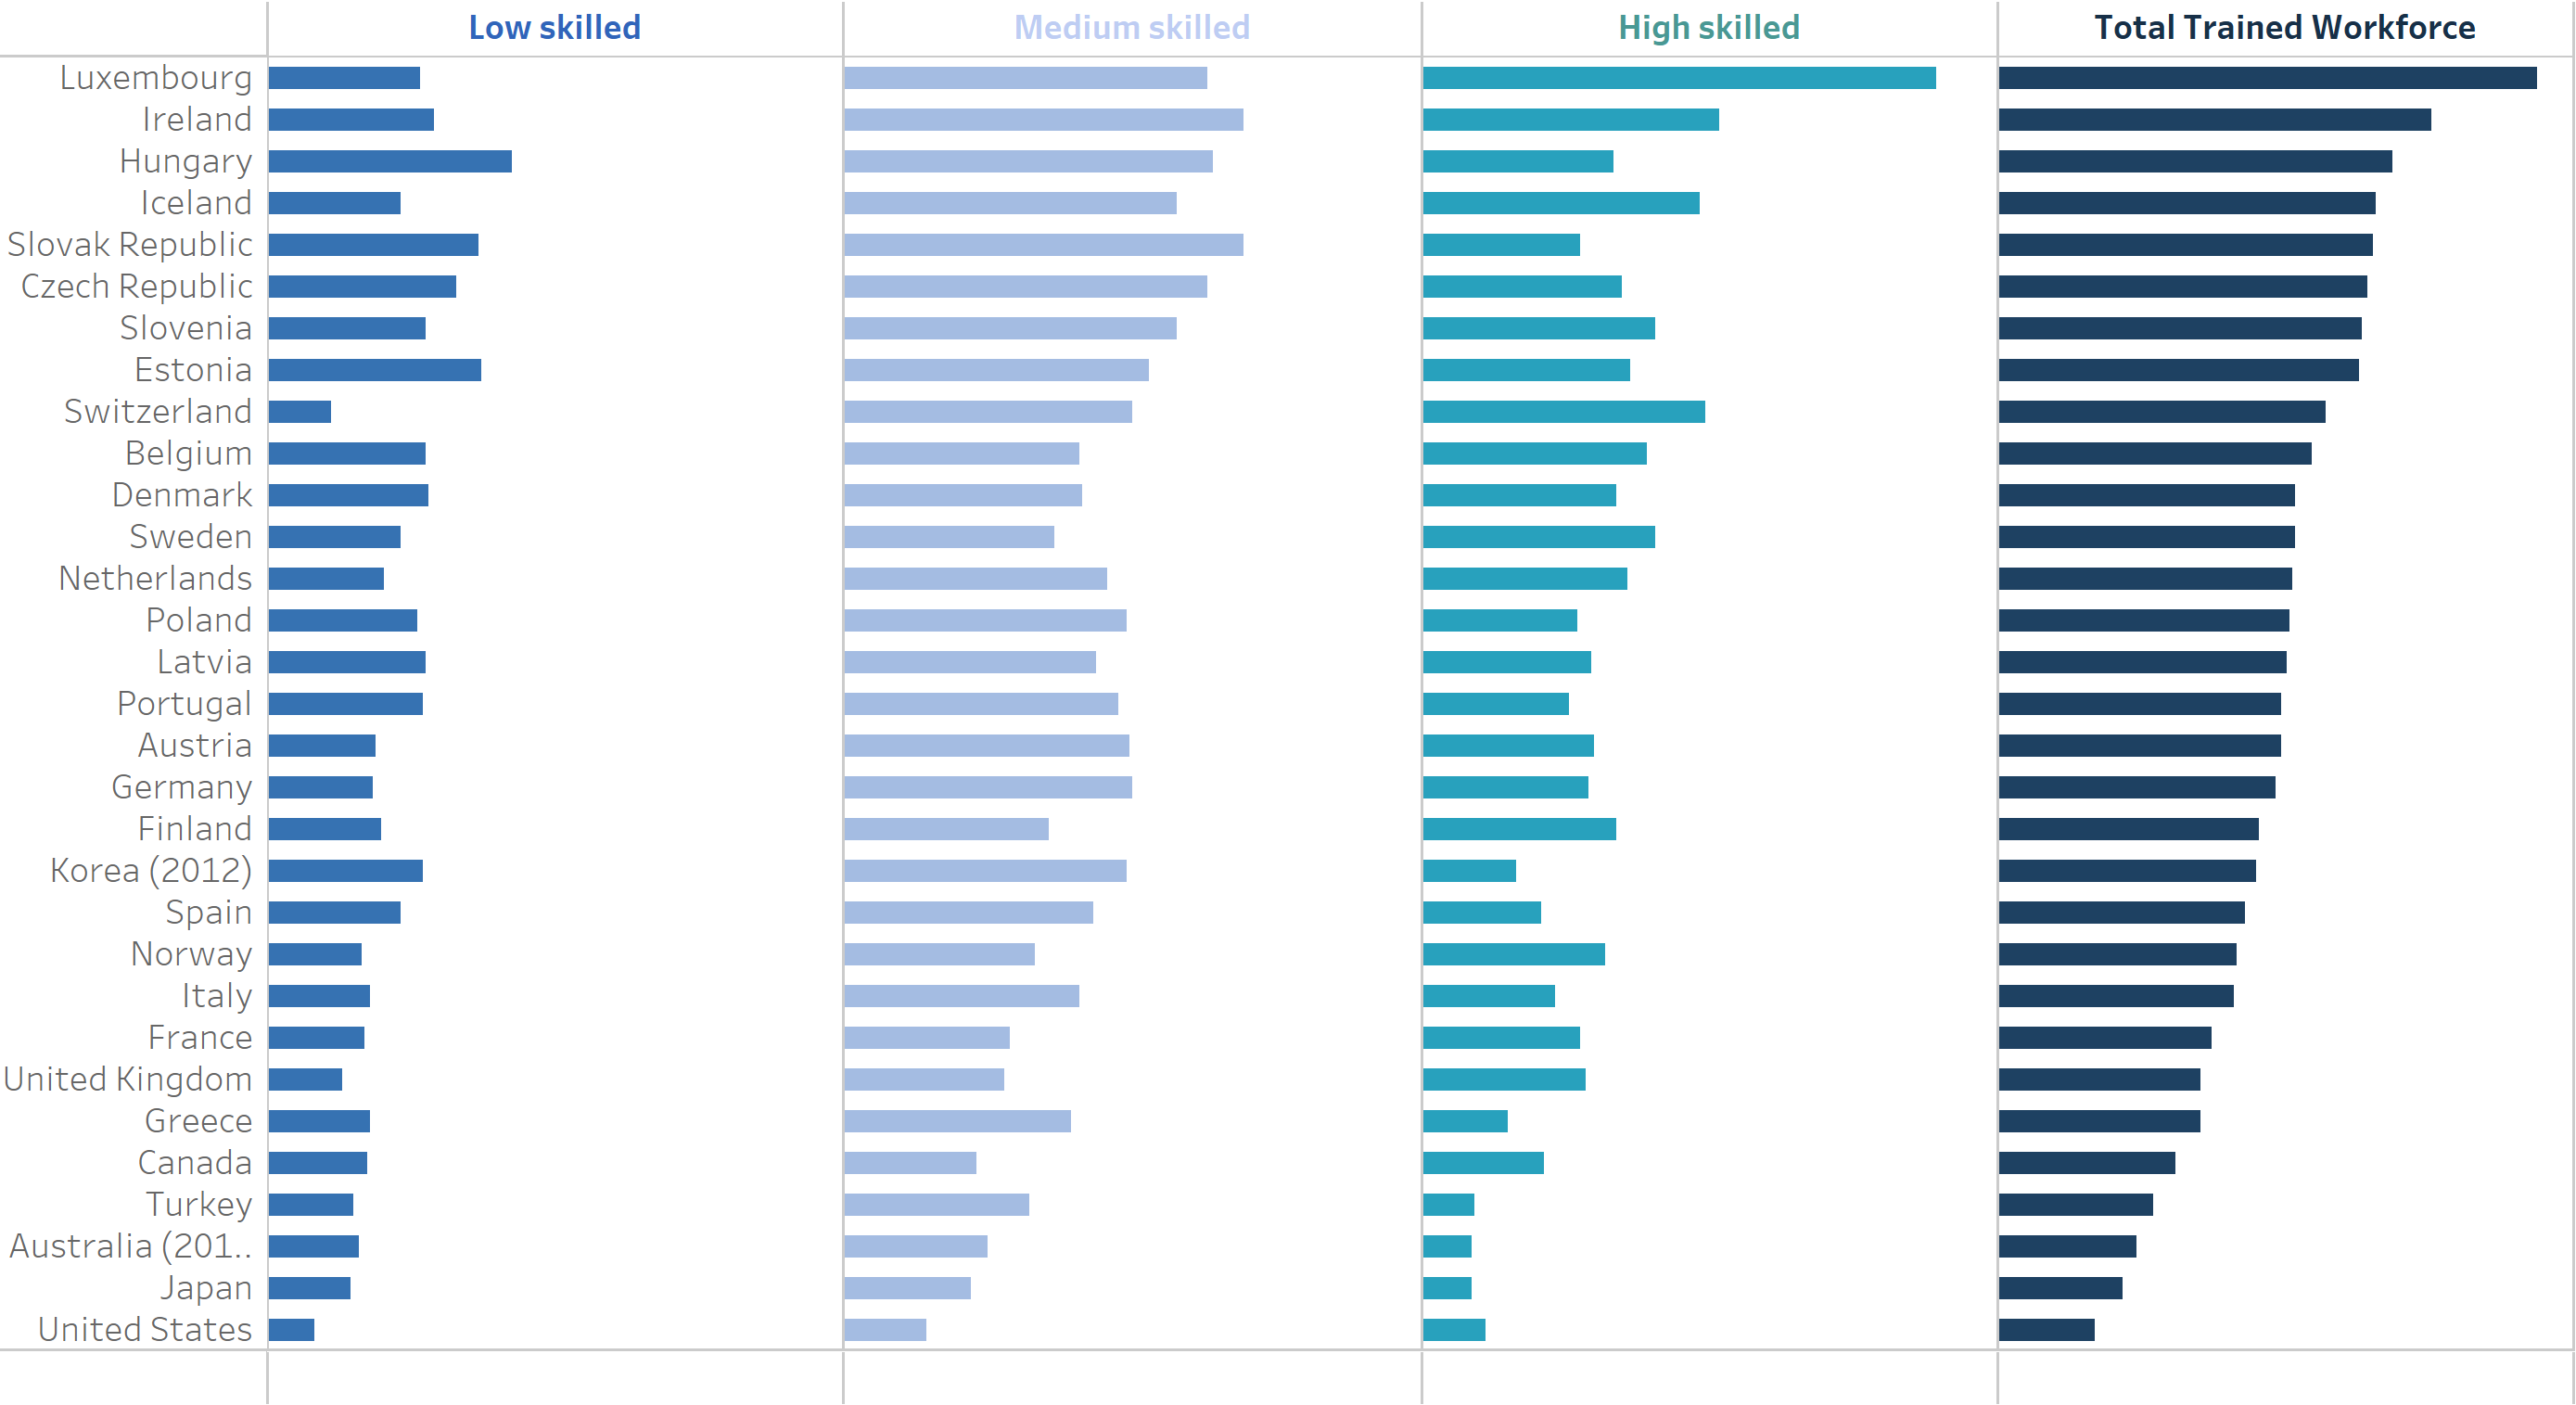 Low skilled Medium skilled High skilled Total Trained Workforce
Luxembourg
Ireland
Hungary
Iceland
Slovak Republic
Czech Republic
Slovenia
Estonia
Switzerland
Belgium
Denmark
Sweden
Netherlands
Poland
Latvia
Portugal
Austria
Germany
Finland
Korea (2012)
Spain
Norway
Italy
France
United Kingdom
Greece
Canada
Turkey
Australia (201..
Japan
United States